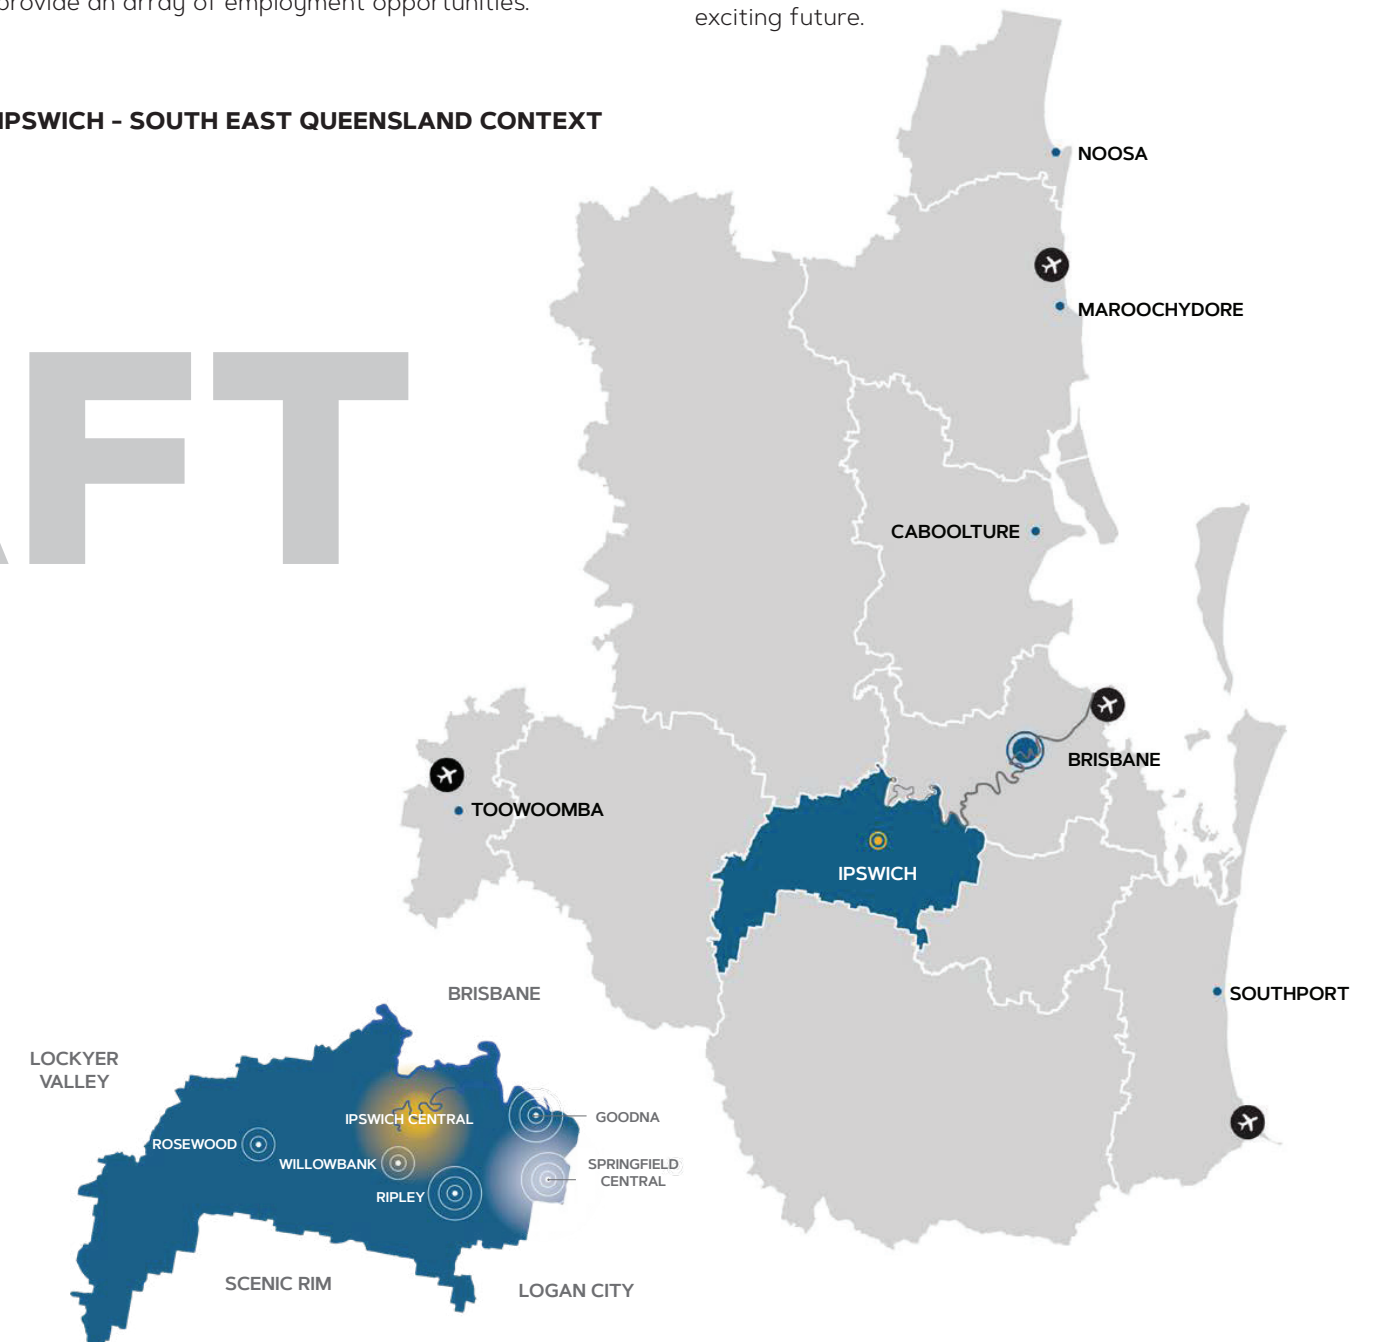 provide an array of employment opportunities.
exciting future.
IPSWICH - SOUTH EAST QUEENSLAND CONTEXT
NOOSA
MAROOCHYDORE
AFT
CABOOLTURE
BRISBANE
TOOWOOMBA
IPSWICH
SOUTHPORT
BRISBANE
LOCKYER
VALLEY
IPSWICH CENTRAL
GOODNA
ROSEWOOD
WILLOWBANK
SPRINGFIELD
CENTRAL
RIPLEY
SCENIC RIM
LOGAN CITY